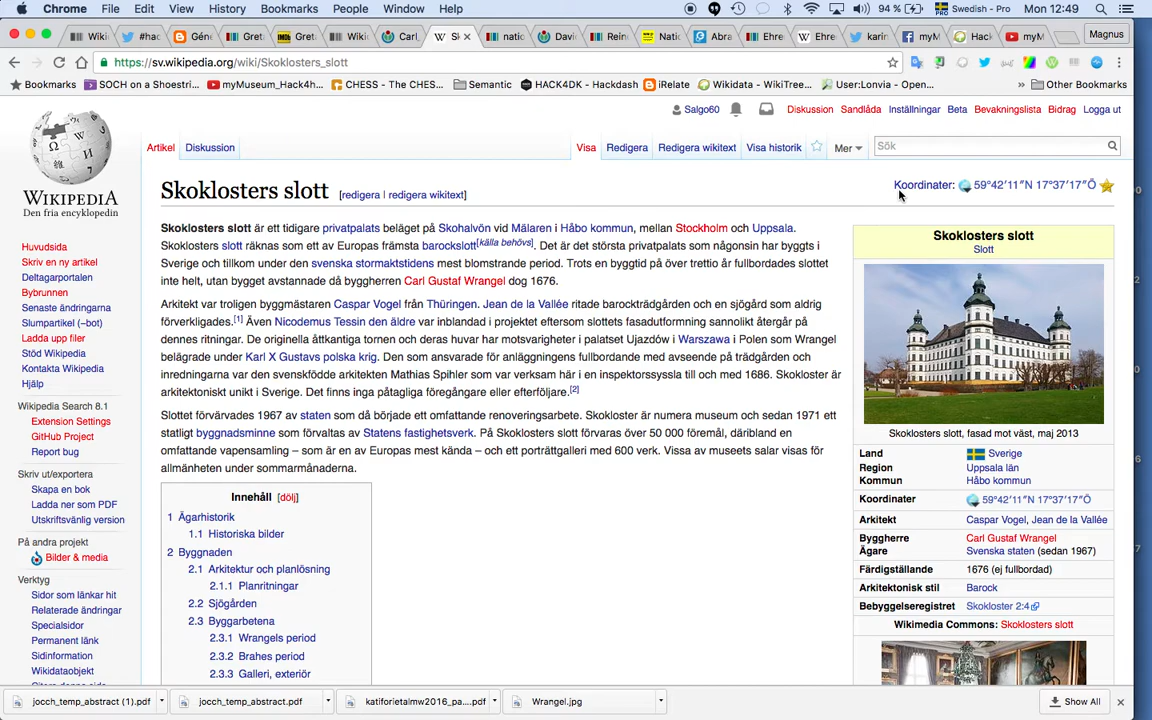 Chrome File Edit View History Bookmarks People Window Help 94 % Swedish - Pro Mon 12:49
Wiki #hac Géné Gret Gret Wiki Carl Sk natio Davi Rein Natio Abra Ehre Ehre karin myM Hack myM Magnus
https://sv.wikipedia.org/wiki/Skoklosters_slott
Bookmarks SOCH on a Shoestri... myMuseum_Hack4h... CHESS - The CHES... Semantic HACK4DK - Hackdash iRelate Wikidata - WikiTree... User:Lonvia - Open... » Other Bookmarks
Salgo60 Diskussion Sandlåda Inställningar Beta Bevakningslista Bidrag Logga ut
Artikel Diskussion Visa Redigera Redigera wikitext Visa historik Mer Sök
WIKIPEDIA
Den fria encyklopedin
Huvudsida
Skriv en ny artikel
Deltagarportalen
Bybrunnen
Senaste ändringarna
Slumpartikel (~bot)
Ladda upp filer
Stöd Wikipedia
Kontakta Wikipedia
Hjälp
Wikipedia Search 8.1
Extension Settings
GitHub Project
Report bug
Skriv ut/exportera
Skapa en bok
Ladda ner som PDF
Utskriftsvänlig version
På andra projekt
Bilder & media
Verktyg
Sidor som länkar hit
Relaterade ändringar
Specialsidor
Permanent länk
Sidinformation
Wikidataobjekt
Skoklosters slott [redigera | redigera wikitext]
Koordinater: 59°42′11″N 17°37′17″Ö
Skoklosters slott är ett tidigare privatpalats beläget på Skohalvön vid Mälaren i Håbo kommun, mellan Stockholm och Uppsala.
Skoklosters slott räknas som ett av Europas främsta barockslott[källa behövs]. Det är det största privatpalats som någonsin har byggts i
Sverige och tillkom under den svenska stormaktstidens mest blomstrande period. Trots en byggtid på över trettio år fullbordades slottet
inte helt, utan bygget avstannade då byggherren Carl Gustaf Wrangel dog 1676.
Arkitekt var troligen byggmästaren Caspar Vogel från Thüringen. Jean de la Vallée ritade barockträdgården och en sjögård som aldrig
förverkligades.[1] Även Nicodemus Tessin den äldre var inblandad i projektet eftersom slottets fasadutformning sannolikt återgår på
dennes ritningar. De originella åttkantiga tornen och deras huvar har motsvarigheter i palatset Ujazdów i Warszawa i Polen som Wrangel
belägrade under Karl X Gustavs polska krig. Den som ansvarade för anläggningens fullbordande med avseende på trädgården och
inredningarna var den svenskfödde arkitekten Mathias Spihler som var verksam här i en inspektorssyssla till och med 1686. Skokloster är
arkitektoniskt unikt i Sverige. Det finns inga påtagliga föregångare eller efterföljare.[2]
Slottet förvärvades 1967 av staten som då började ett omfattande renoveringsarbete. Skokloster är numera museum och sedan 1971 ett
statligt byggnadsminne som förvaltas av Statens fastighetsverk. På Skoklosters slott förvaras över 50 000 föremål, däribland en
omfattande vapensamling – som är en av Europas mest kända – och ett porträttgalleri med 600 verk. Vissa av museets salar visas för
allmänheten under sommarmånaderna.
Innehåll [dölj]
1 Ägarhistorik
1.1 Historiska bilder
2 Byggnaden
2.1 Arkitektur och planlösning
2.1.1 Planritningar
2.2 Sjögården
2.3 Byggarbetena
2.3.1 Wrangels period
2.3.2 Brahes period
2.3.3 Galleri, exteriör
Skoklosters slott
Slott
Skoklosters slott, fasad mot väst, maj 2013
Land Sverige
Region Uppsala län
Kommun Håbo kommun
Koordinater 59°42′11″N 17°37′17″Ö
Arkitekt Caspar Vogel, Jean de la Vallée
Byggherre Carl Gustaf Wrangel
Ägare Svenska staten (sedan 1967)
Färdigställande 1676 (ej fullbordad)
Arkitektonisk stil Barock
Bebyggelseregistret Skokloster 2:4
Wikimedia Commons: Skoklosters slott
jocch_temp_abstract (1).pdf jocch_temp_abstract.pdf katiforietalmw2016_pa....pdf Wrangel.jpg Show All